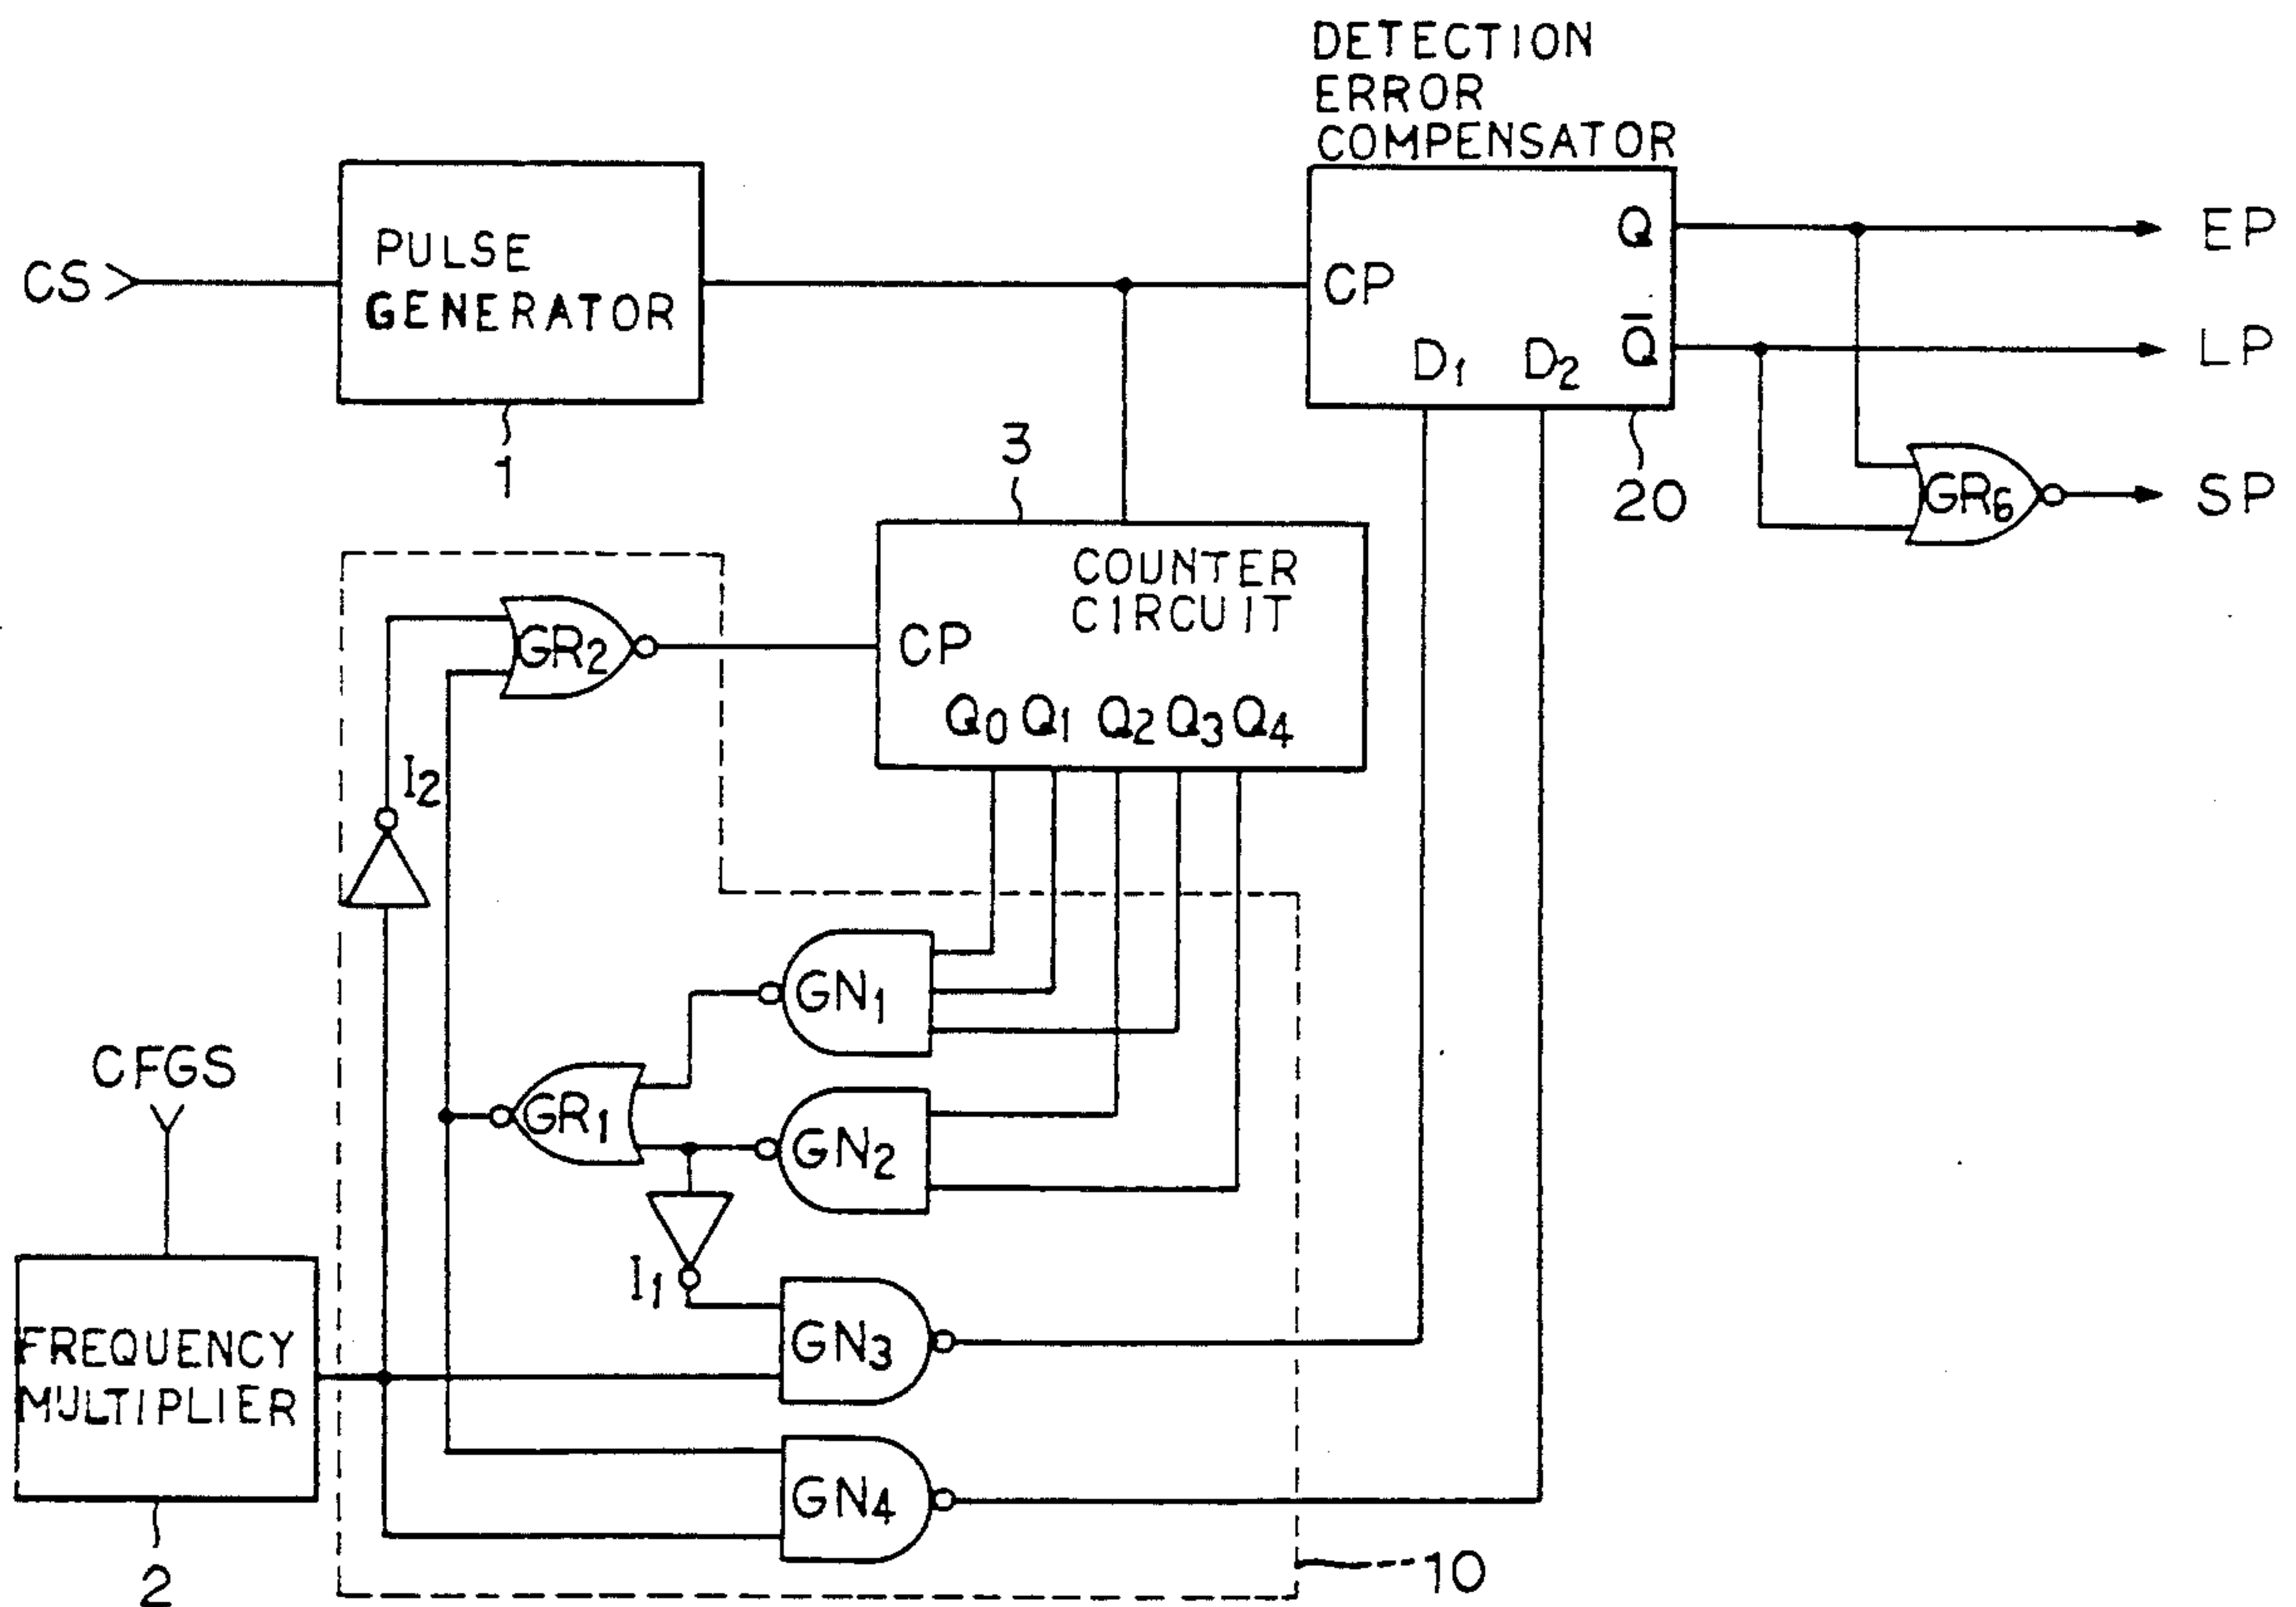 DETECTION
ERROR
COMPENSATOR
CS
PULSE
GENERATOR
1
CP
Q
Q̅
D₁ D₂
20
EP
LP
SP
GR₆
3
COUNTER
CIRCUIT
CP
Q₀ Q₁ Q₂ Q₃ Q₄
GR₂
I₂
GN₁
GR₁
GN₂
I₁
CFGS
FREQUENCY
MULTIPLIER
2
GN₃
GN₄
10